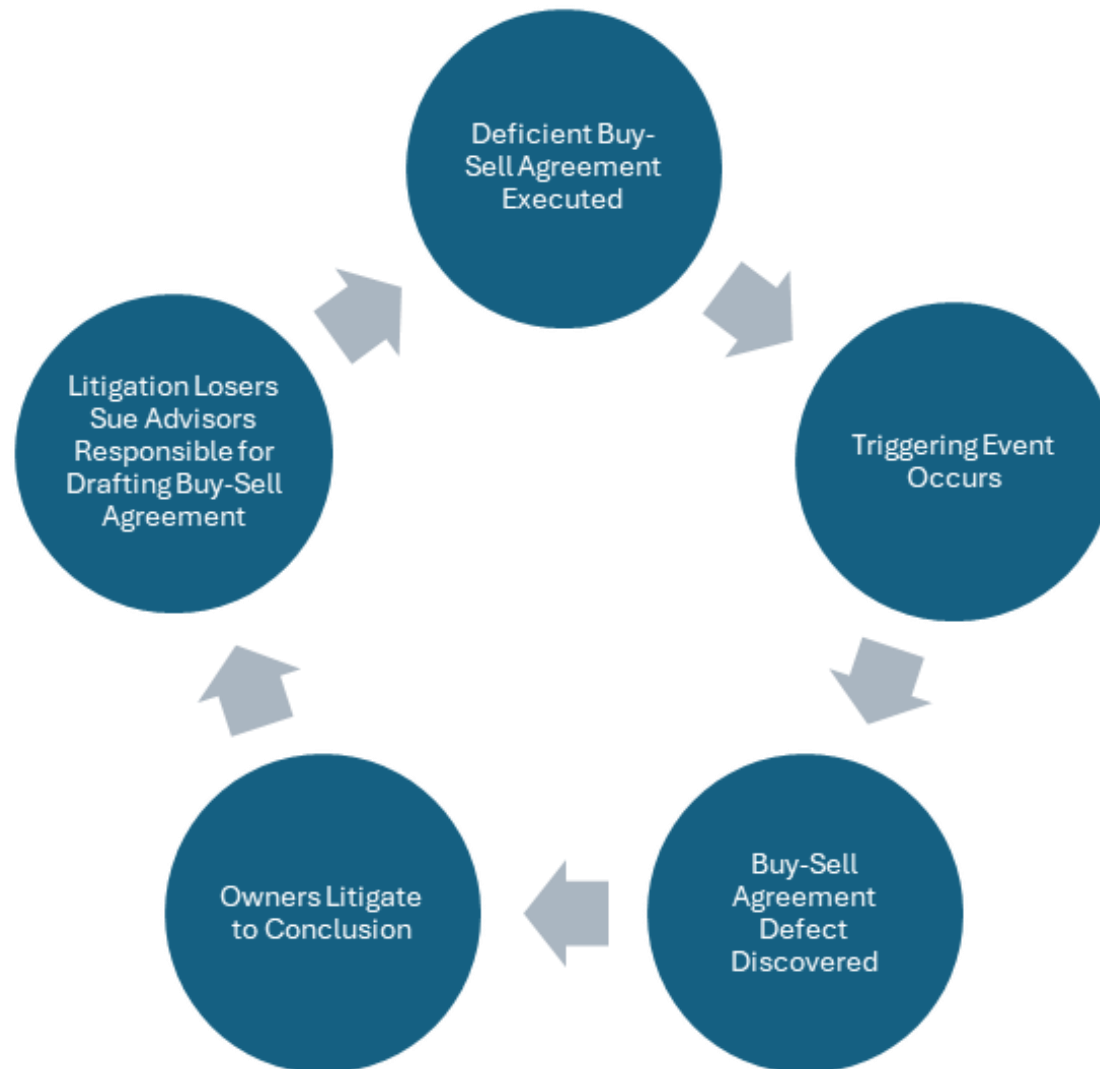 Deficient Buy-
Sell Agreement
Executed
Triggering Event
Occurs
Buy-Sell
Agreement
Defect
Discovered
Owners Litigate
to Conclusion
Litigation Losers
Sue Advisors
Responsible for
Drafting Buy-Sell
Agreement